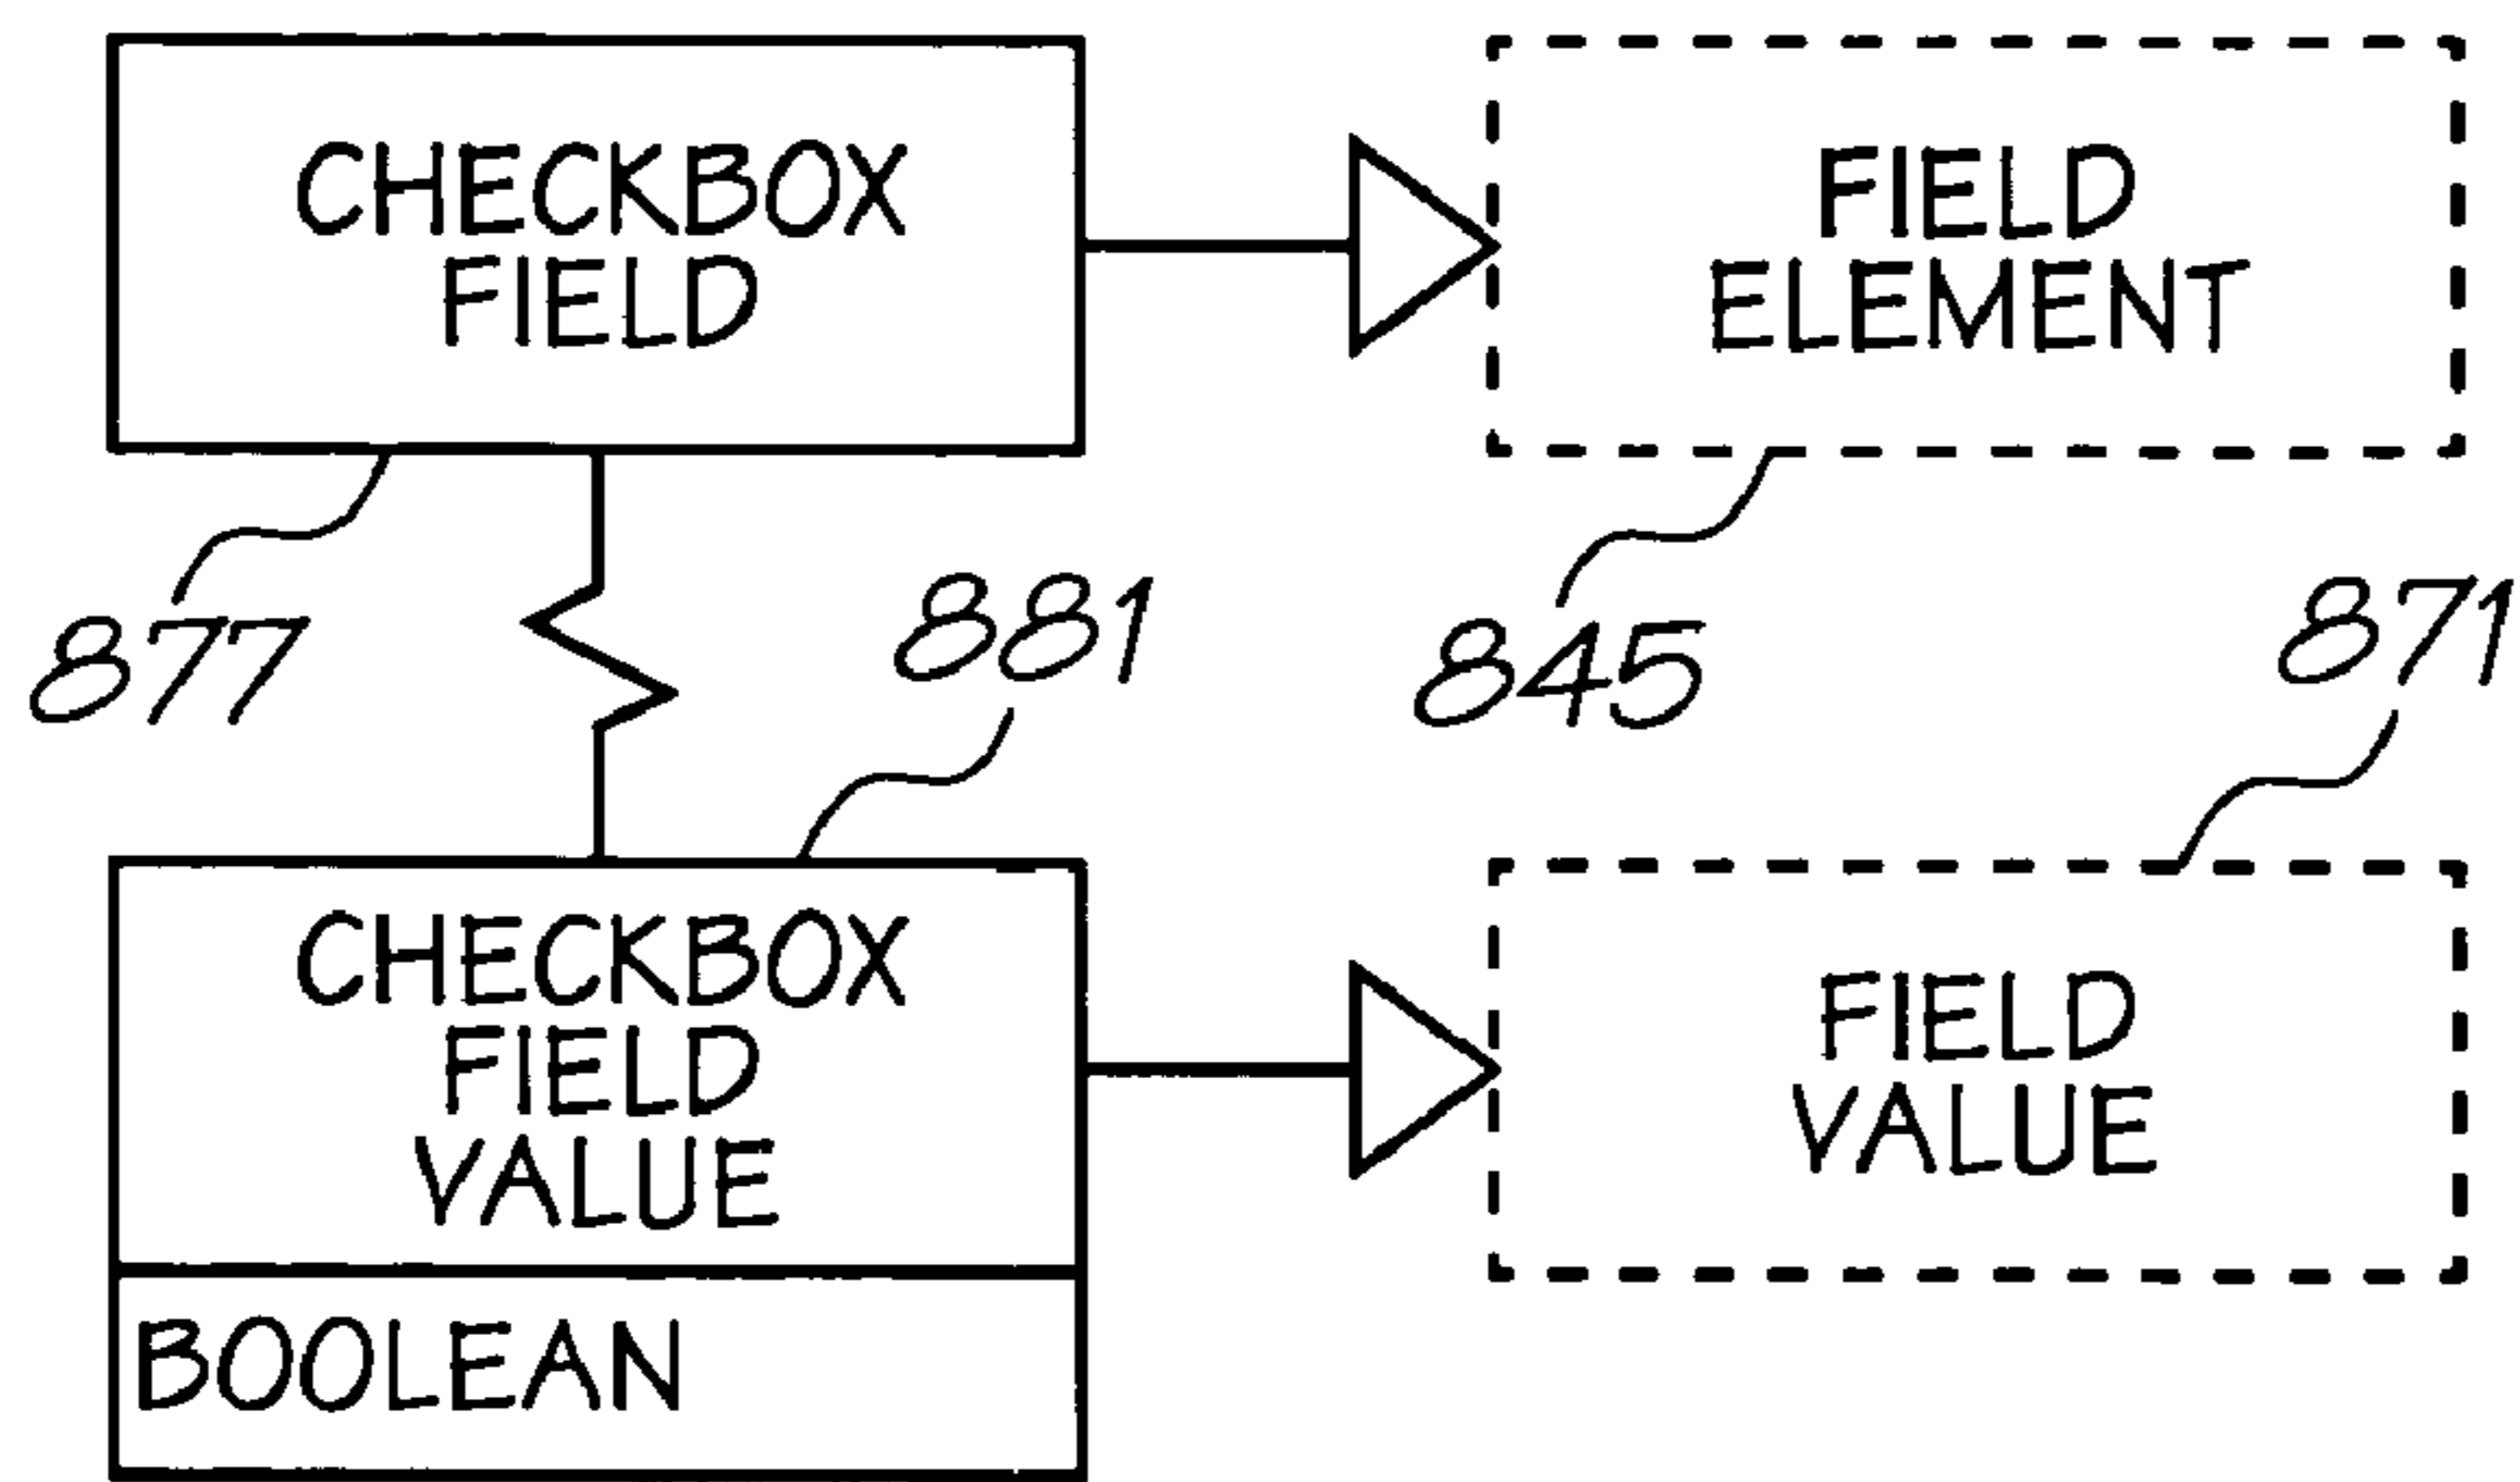 CHECKBOX
FIELD
FIELD
ELEMENT
877
881
845
871
CHECKBOX
FIELD
VALUE
BOOLEAN
FIELD
VALUE